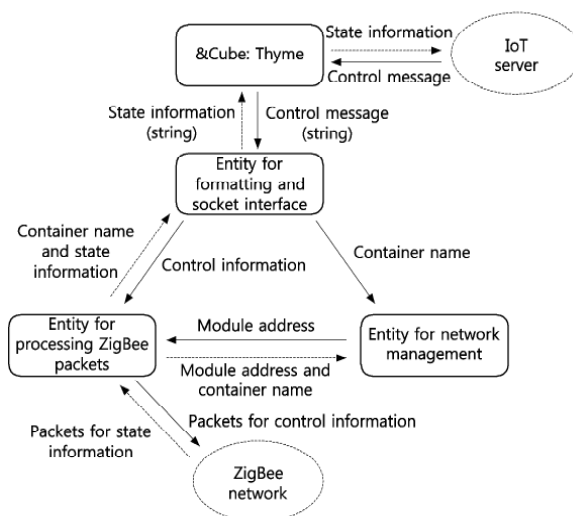 State information
&Cube: Thyme
IoT
server
Control message
State information
(string)
Control message
(string)
Entity for
formatting and
socket interface
Container name
and state
information
Control information
Container name
Entity for
processing ZigBee
packets
Module address
Entity for network
management
Module address and
container name
Packets for control information
Packets for state
information
ZigBee
network